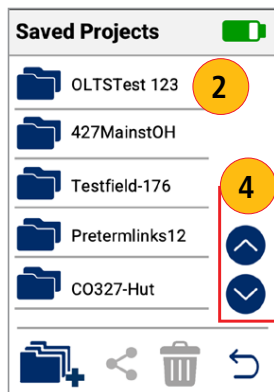 Saved Projects
OLTSTest 123
2
427MainstOH
Testfield-176
4
Pretermlinks12
CO327-Hut